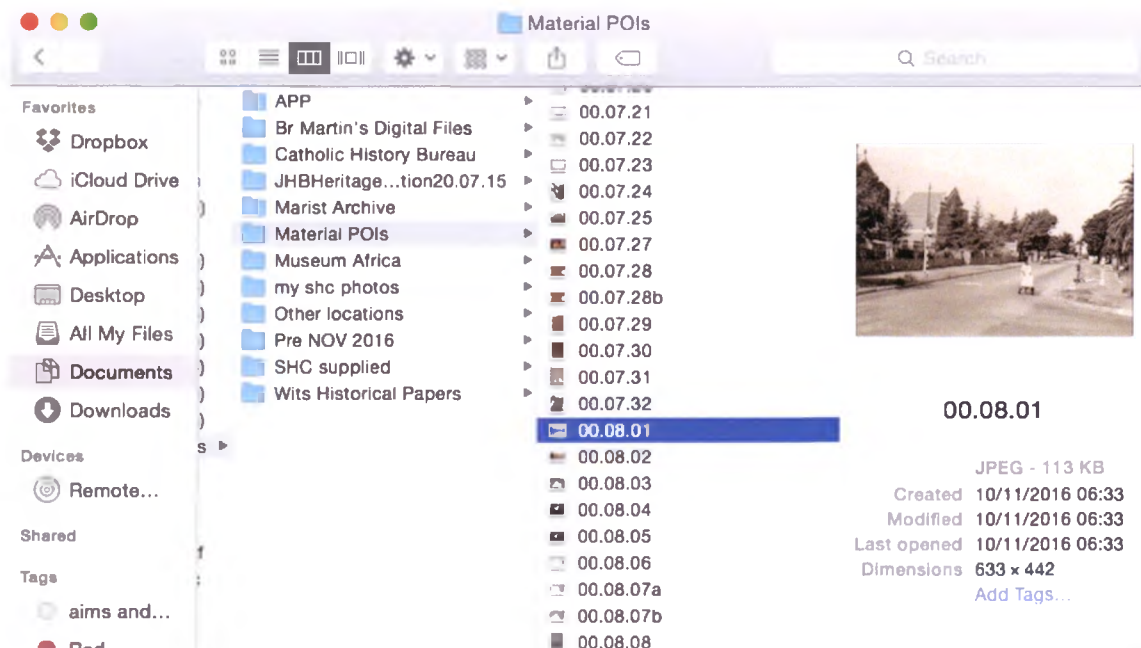 Material POIs
Search
Favorites
Dropbox
iCloud Drive
AirDrop
Applications
Desktop
All My Files
Documents
Downloads
Devices
Remote...
Shared
Tags
aims and...
Red
APP
Br Martin's Digital Files
Catholic History Bureau
JHBHeritage...tion20.07.15
Marist Archive
Material POIs
Museum Africa
my shc photos
Other locations
Pre NOV 2016
SHC supplied
Wits Historical Papers
00.07.21
00.07.22
00.07.23
00.07.24
00.07.25
00.07.27
00.07.28
00.07.28b
00.07.29
00.07.30
00.07.31
00.07.32
00.08.01
00.08.02
00.08.03
00.08.04
00.08.05
00.08.06
00.08.07a
00.08.07b
00.08.08
00.08.01
JPEG - 113 KB
Created 10/11/2016 06:33
Modified 10/11/2016 06:33
Last opened 10/11/2016 06:33
Dimensions 633 × 442
Add Tags...